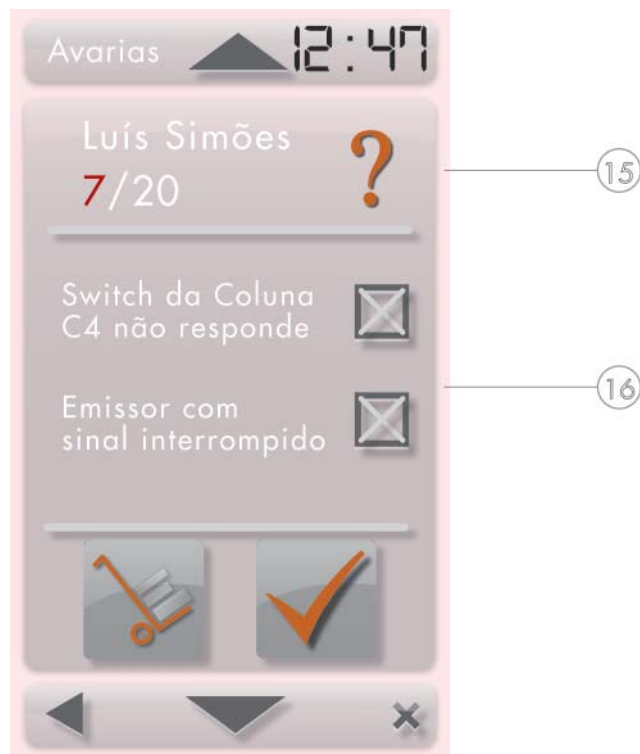 Avarias 12:47
Luís Simões
?
7/20
15
Switch da Coluna
C4 não responde
16
Emissor com
sinal interrompido